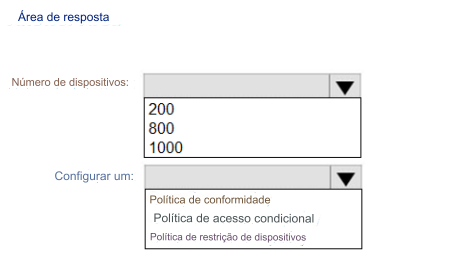 Área de resposta
Número de dispositivos:
200
800
1000
Configurar um:
Política de conformidade
Política de acesso condicional
Política de restrição de dispositivos